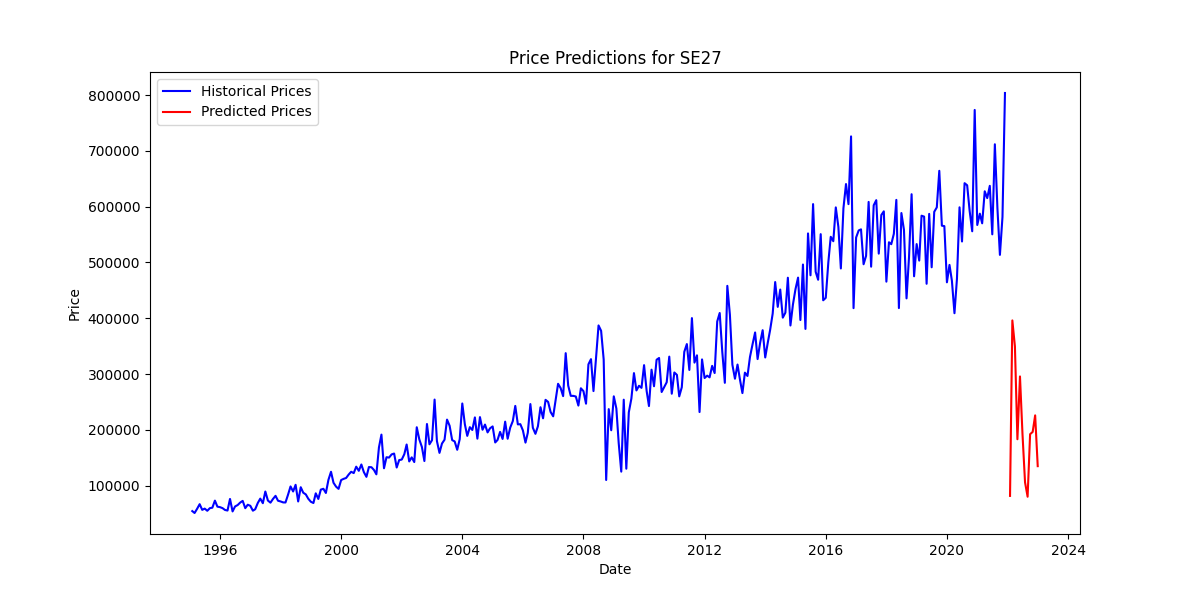 Price Predictions for SE27
Historical Prices
Predicted Prices
800000
700000
600000
500000
400000
300000
200000
100000
Price
1996 2000 2004 2008 2012 2016 2020 2024
Date